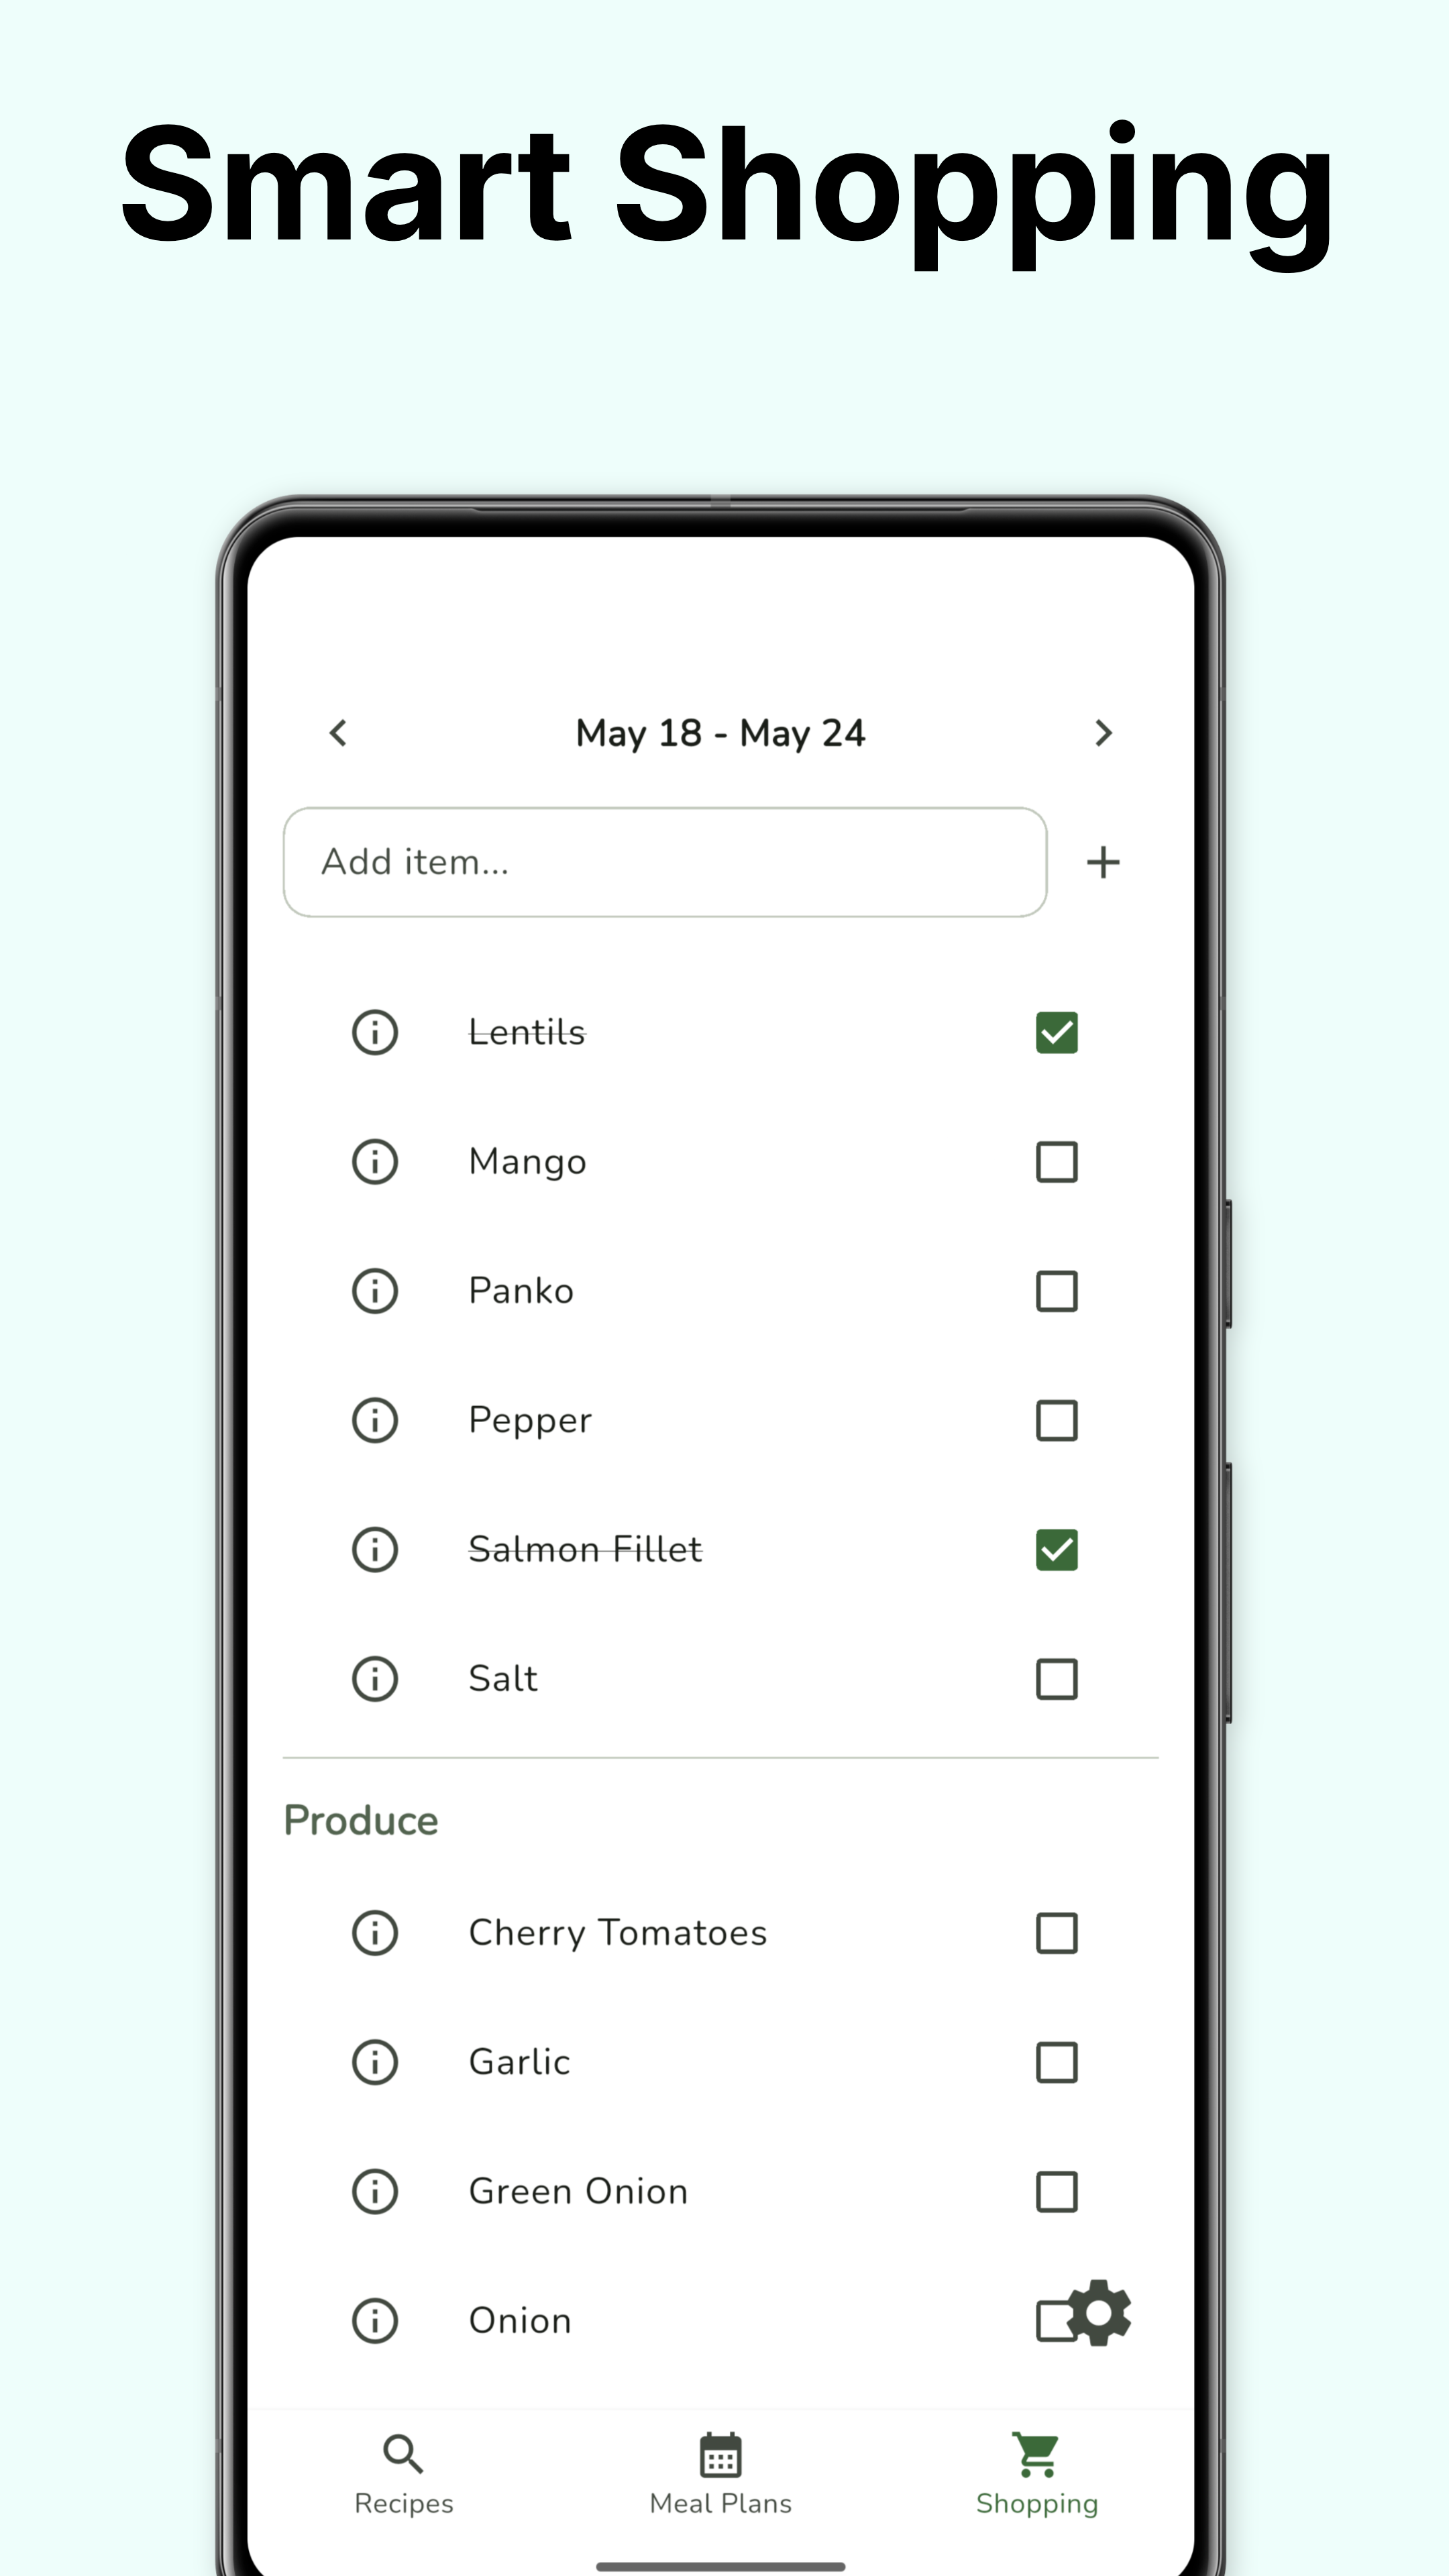 Smart Shopping
May 18 - May 24
Add item...
Lentils
Mango
Panko
Pepper
Salmon Fillet
Salt
Produce
Cherry Tomatoes
Garlic
Green Onion
Onion
Recipes Meal Plans Shopping